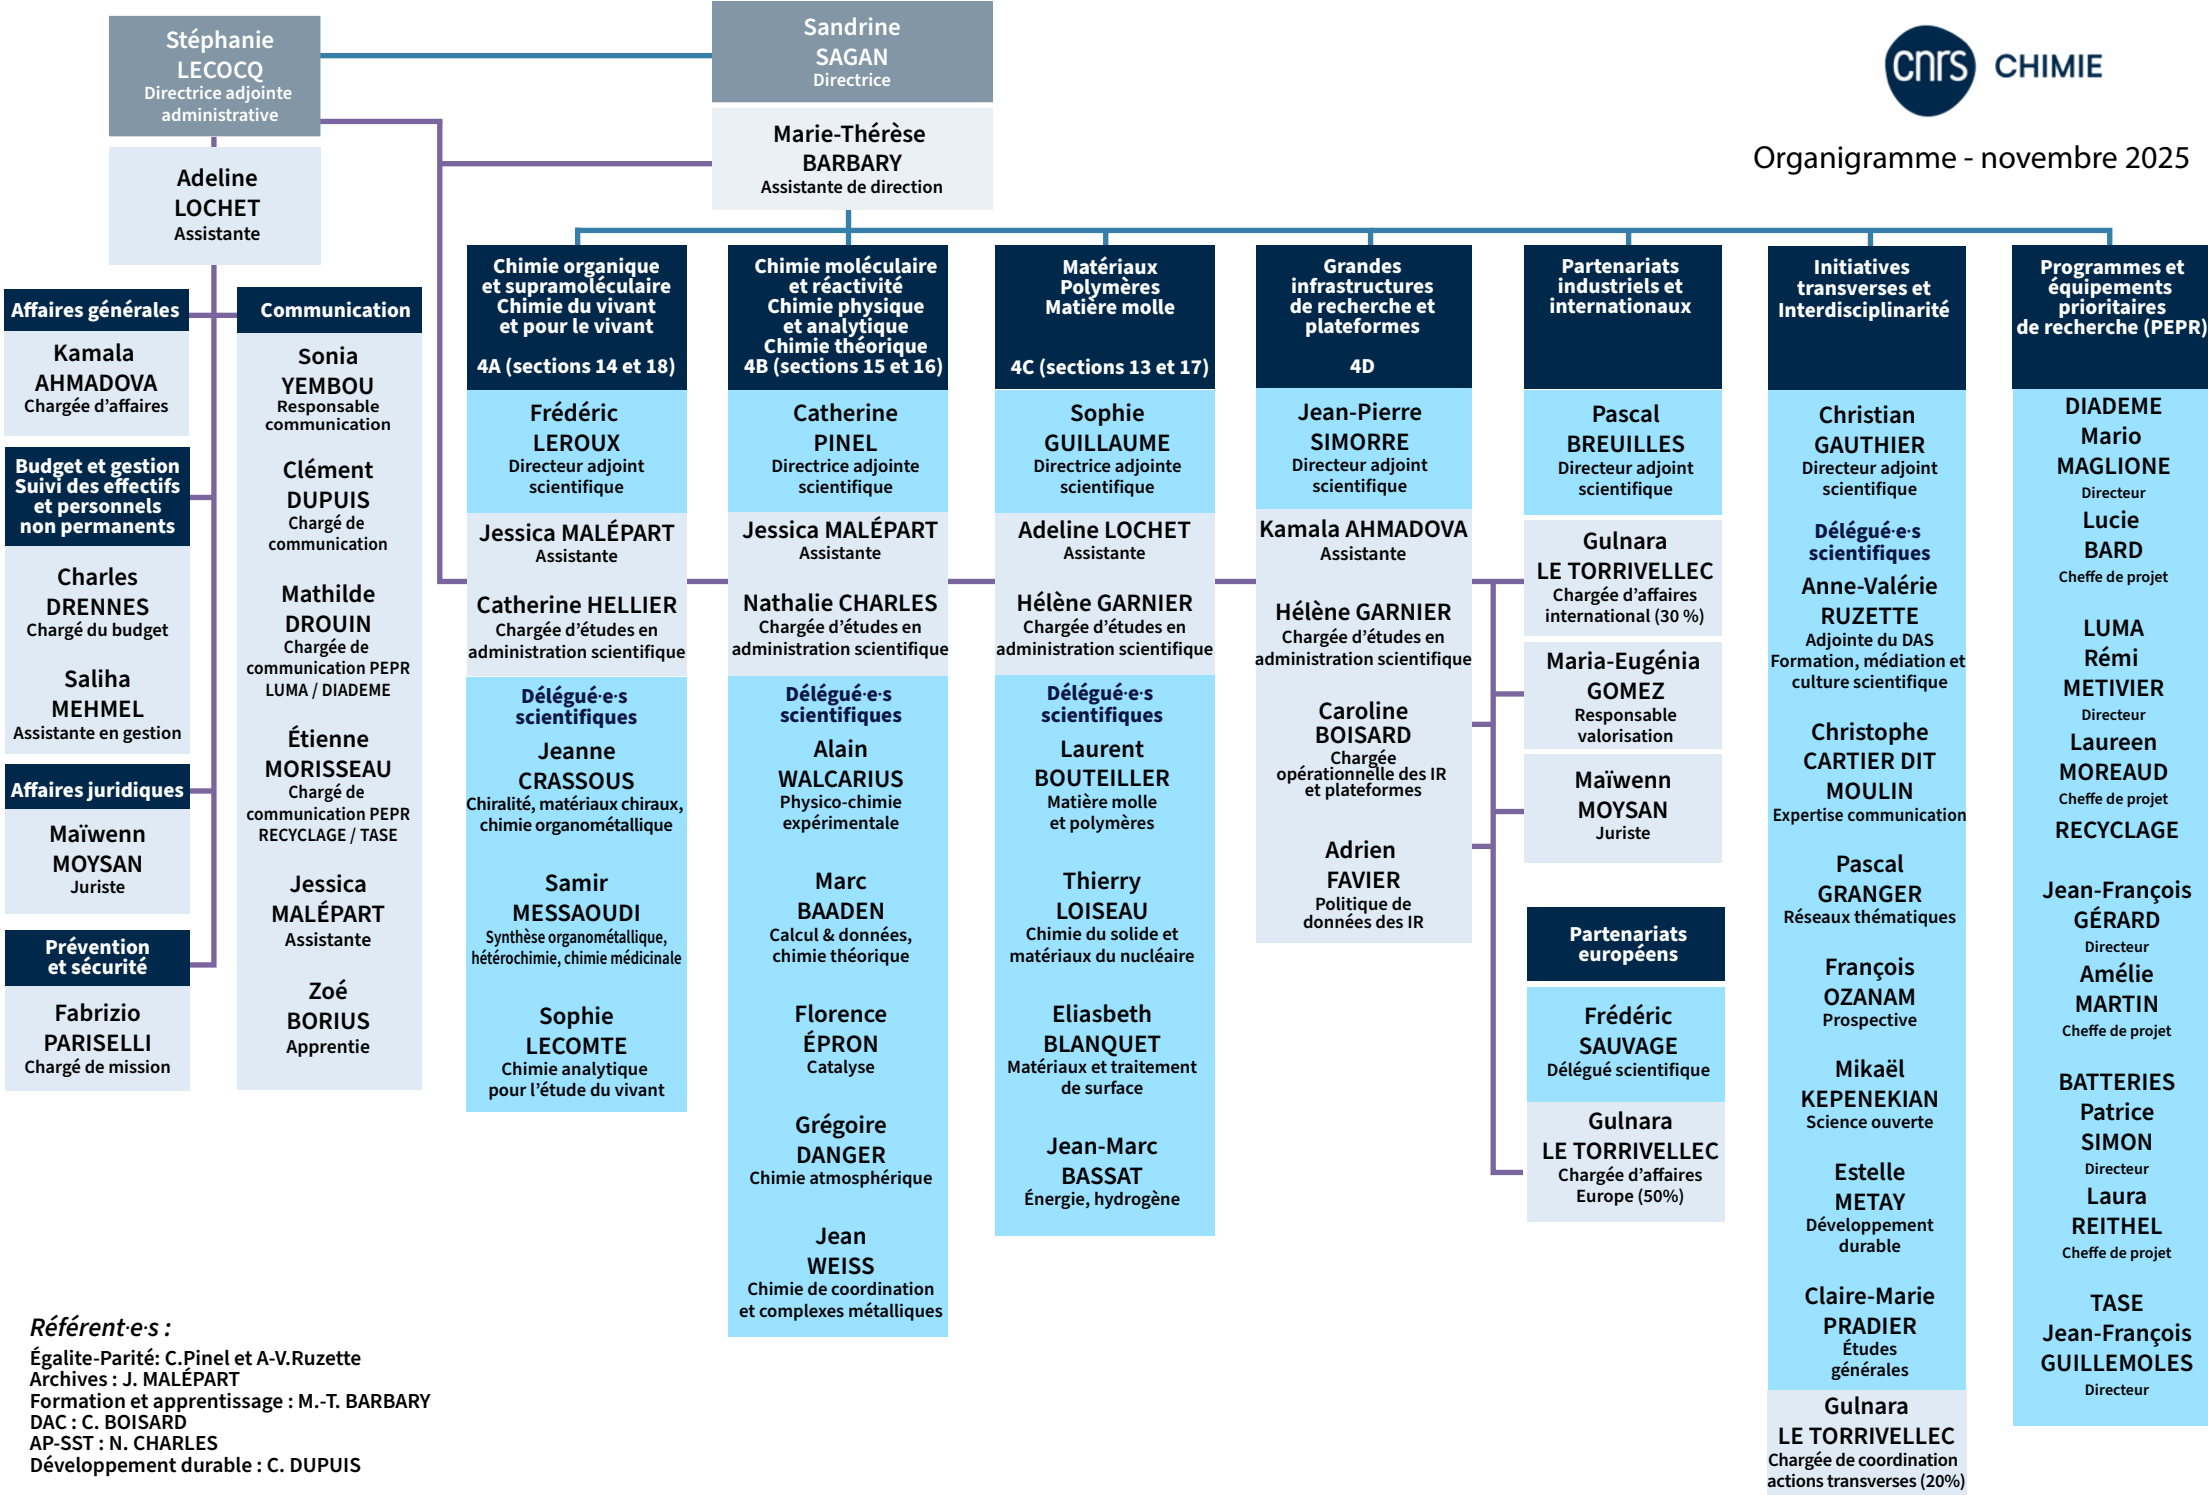 Stéphanie
LECOCQ
Directrice adjointe
administrative
Adeline
LOCHET
Assistante
Sandrine
SAGAN
Directrice
Marie-Thérèse
BARBARY
Assistante de direction
cnrs CHIMIE
Organigramme - novembre 2025
Affaires générales
Kamala
AHMADOVA
Chargée d’affaires
Budget et gestion
Suivi des effectifs
et personnels
non permanents
Charles
DRENNES
Chargé du budget
Saliha
MEHMEL
Assistante en gestion
Affaires juridiques
Maïwenn
MOYSAN
Juriste
Prévention
et sécurité
Fabrizio
PARISELLI
Chargé de mission
Communication
Sonia
YEMBOU
Responsable
communication
Clément
DUPUIS
Chargé de
communication
Mathilde
DROUIN
Chargée de
communication PEPR
LUMA / DIADEME
Étienne
MORISSEAU
Chargé de
communication PEPR
RECYCLAGE / TASE
Jessica
MALÉPART
Assistante
Zoé
BORIUS
Apprentie
Chimie organique
et supramoléculaire
Chimie du vivant
et pour le vivant
4A (sections 14 et 18)
Frédéric
LEROUX
Directeur adjoint
scientifique
Jessica MALÉPART
Assistante
Catherine HELLIER
Chargée d’études en
administration scientifique
Délégué·e·s
scientifiques
Jeanne
CRASSOUS
Chiralité, matériaux chiraux,
chimie organométallique
Samir
MESSAOUDI
Synthèse organométallique,
hétérochimie, chimie médicinale
Sophie
LECOMTE
Chimie analytique
pour l’étude du vivant
Chimie moléculaire
et réactivité
Chimie physique
et analytique
Chimie théorique
4B (sections 15 et 16)
Catherine
PINEL
Directrice adjointe
scientifique
Jessica MALÉPART
Assistante
Nathalie CHARLES
Chargée d’études en
administration scientifique
Délégué·e·s
scientifiques
Alain
WALCARIUS
Physico-chimie
expérimentale
Marc
BAADEN
Calcul & données,
chimie théorique
Florence
ÉPRON
Catalyse
Grégoire
DANGER
Chimie atmosphérique
Jean
WEISS
Chimie de coordination
et complexes métalliques
Matériaux
Polymères
Matière molle
4C (sections 13 et 17)
Sophie
GUILLAUME
Directrice adjointe
scientifique
Adeline LOCHET
Assistante
Hélène GARNIER
Chargée d’études en
administration scientifique
Délégué·e·s
scientifiques
Laurent
BOUTEILLER
Matière molle
et polymères
Thierry
LOISEAU
Chimie du solide et
matériaux du nucléaire
Eliasbeth
BLANQUET
Matériaux et traitement
de surface
Jean-Marc
BASSAT
Énergie, hydrogène
Grandes
infrastructures
de recherche et
plateformes
4D
Jean-Pierre
SIMORRE
Directeur adjoint
scientifique
Kamala AHMADOVA
Assistante
Hélène GARNIER
Chargée d’études en
administration scientifique
Caroline
BOISARD
Chargée
opérationnelle des IR
et plateformes
Adrien
FAVIER
Politique de
données des IR
Partenariats
industriels et
internationaux
Pascal
BREUILLES
Directeur adjoint
scientifique
Gulnara
LE TORRIVELLEC
Chargée d’affaires
international (30 %)
Maria-Eugénia
GOMEZ
Responsable
valorisation
Maïwenn
MOYSAN
Juriste
Partenariats
européens
Frédéric
SAUVAGE
Délégué scientifique
Gulnara
LE TORRIVELLEC
Chargée d’affaires
Europe (50%)
Initiatives
transverses et
Interdisciplinarité
Christian
GAUTHIER
Directeur adjoint
scientifique
Délégué·e·s
scientifiques
Anne-Valérie
RUZETTE
Adjointe du DAS
Formation, médiation et
culture scientifique
Christophe
CARTIER DIT
MOULIN
Expertise communication
Pascal
GRANGER
Réseaux thématiques
François
OZANAM
Prospective
Mikaël
KEPENEKIAN
Science ouverte
Estelle
METAY
Développement
durable
Claire-Marie
PRADIER
Études
générales
Gulnara
LE TORRIVELLEC
Chargée de coordination
actions transverses (20%)
Programmes et
équipements
prioritaires
de recherche (PEPR)
DIADEME
Mario
MAGLIONE
Directeur
Lucie
BARD
Cheffe de projet
LUMA
Rémi
METIVIER
Directeur
Laureen
MOREAUD
Cheffe de projet
RECYCLAGE
Jean-François
GÉRARD
Directeur
Amélie
MARTIN
Cheffe de projet
BATTERIES
Patrice
SIMON
Directeur
Laura
REITHEL
Cheffe de projet
TASE
Jean-François
GUILLEMOLES
Directeur
Référent·e·s :
Égalite-Parité: C.Pinel et A-V.Ruzette
Archives : J. MALÉPART
Formation et apprentissage : M.-T. BARBARY
DAC : C. BOISARD
AP-SST : N. CHARLES
Développement durable : C. DUPUIS